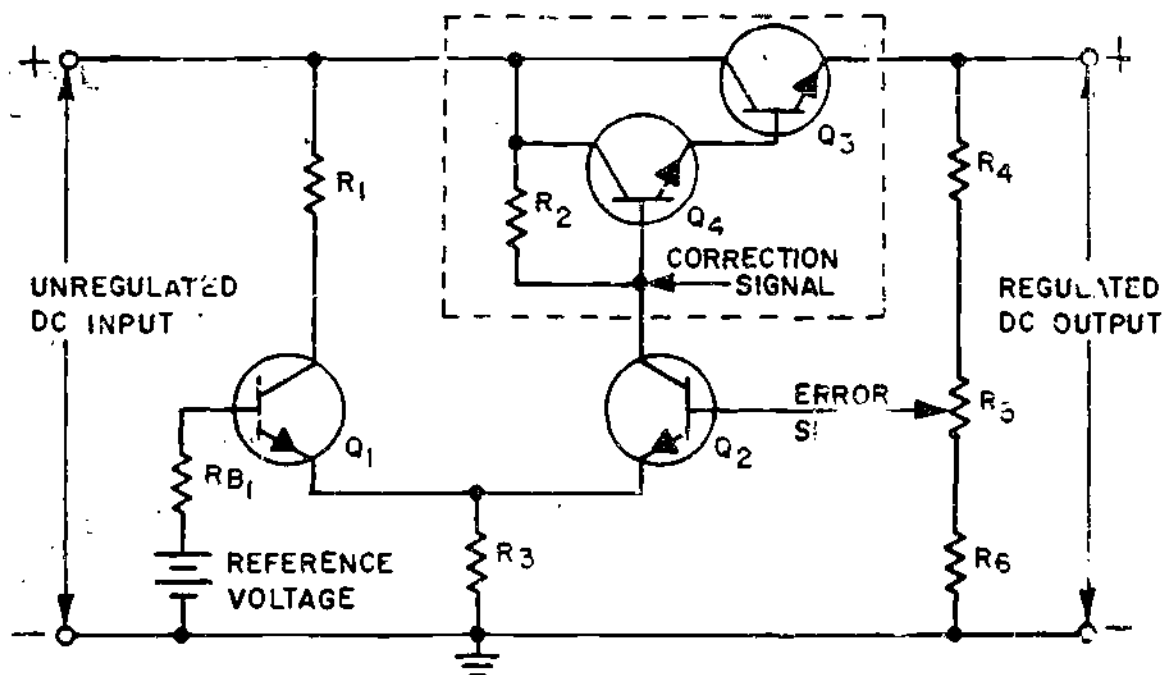 +
+
Q3
R4
R1
R2
Q4
CORRECTION
SIGNAL
UNREGULATED
DC INPUT
REGULATED
DC OUTPUT
ERROR
R5
Q1
Q2
RB1
R3
R6
REFERENCE
VOLTAGE
-
-